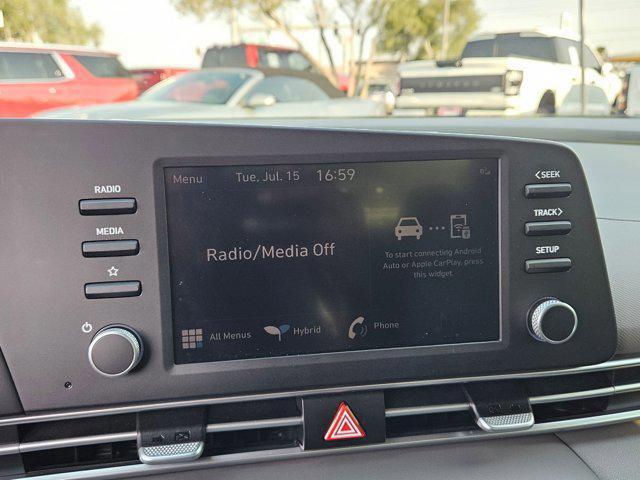 Menu
Tue, Jul. 15
16:59
RADIO
MEDIA
Radio/Media Off
To start connecting Android
Auto or Apple CarPlay, press
this widget.
All Menus
Hybrid
Phone
<SEEK
TRACK>
SETUP